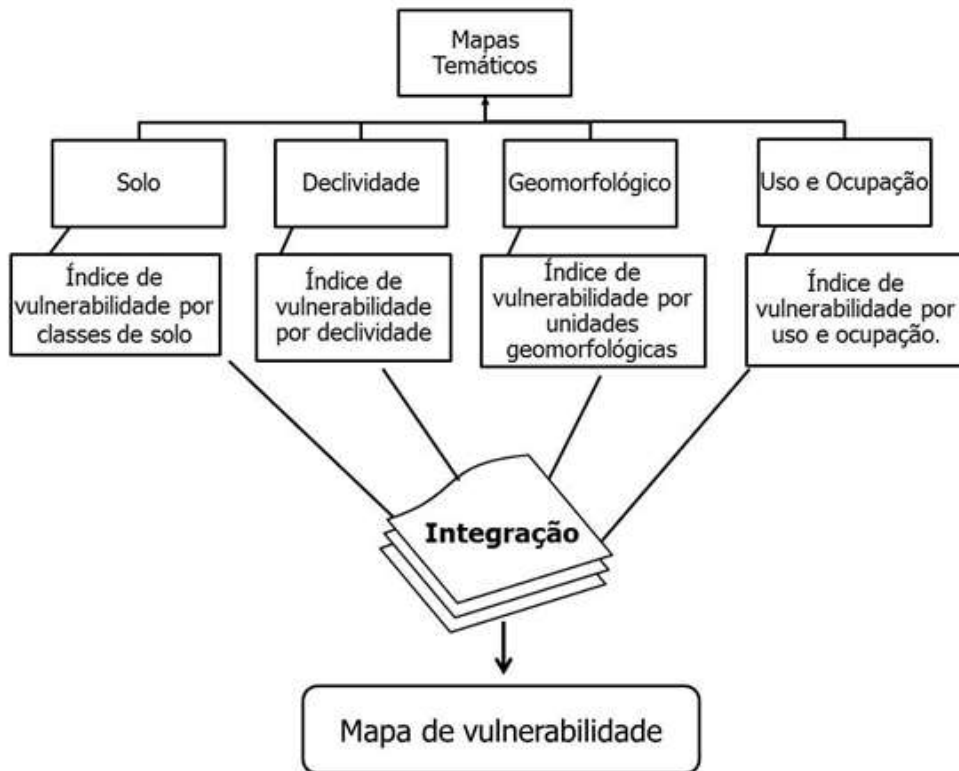 Mapas
Temáticos
Solo
Declividade
Geomorfológico
Uso e Ocupação
Índice de
vulnerabilidade por
classes de solo
Índice de
vulnerabilidade
por declividade
Índice de
vulnerabilidade por
unidades
geomorfológicas
Índice de
vulnerabilidade por
uso e ocupação.
Integração
Mapa de vulnerabilidade